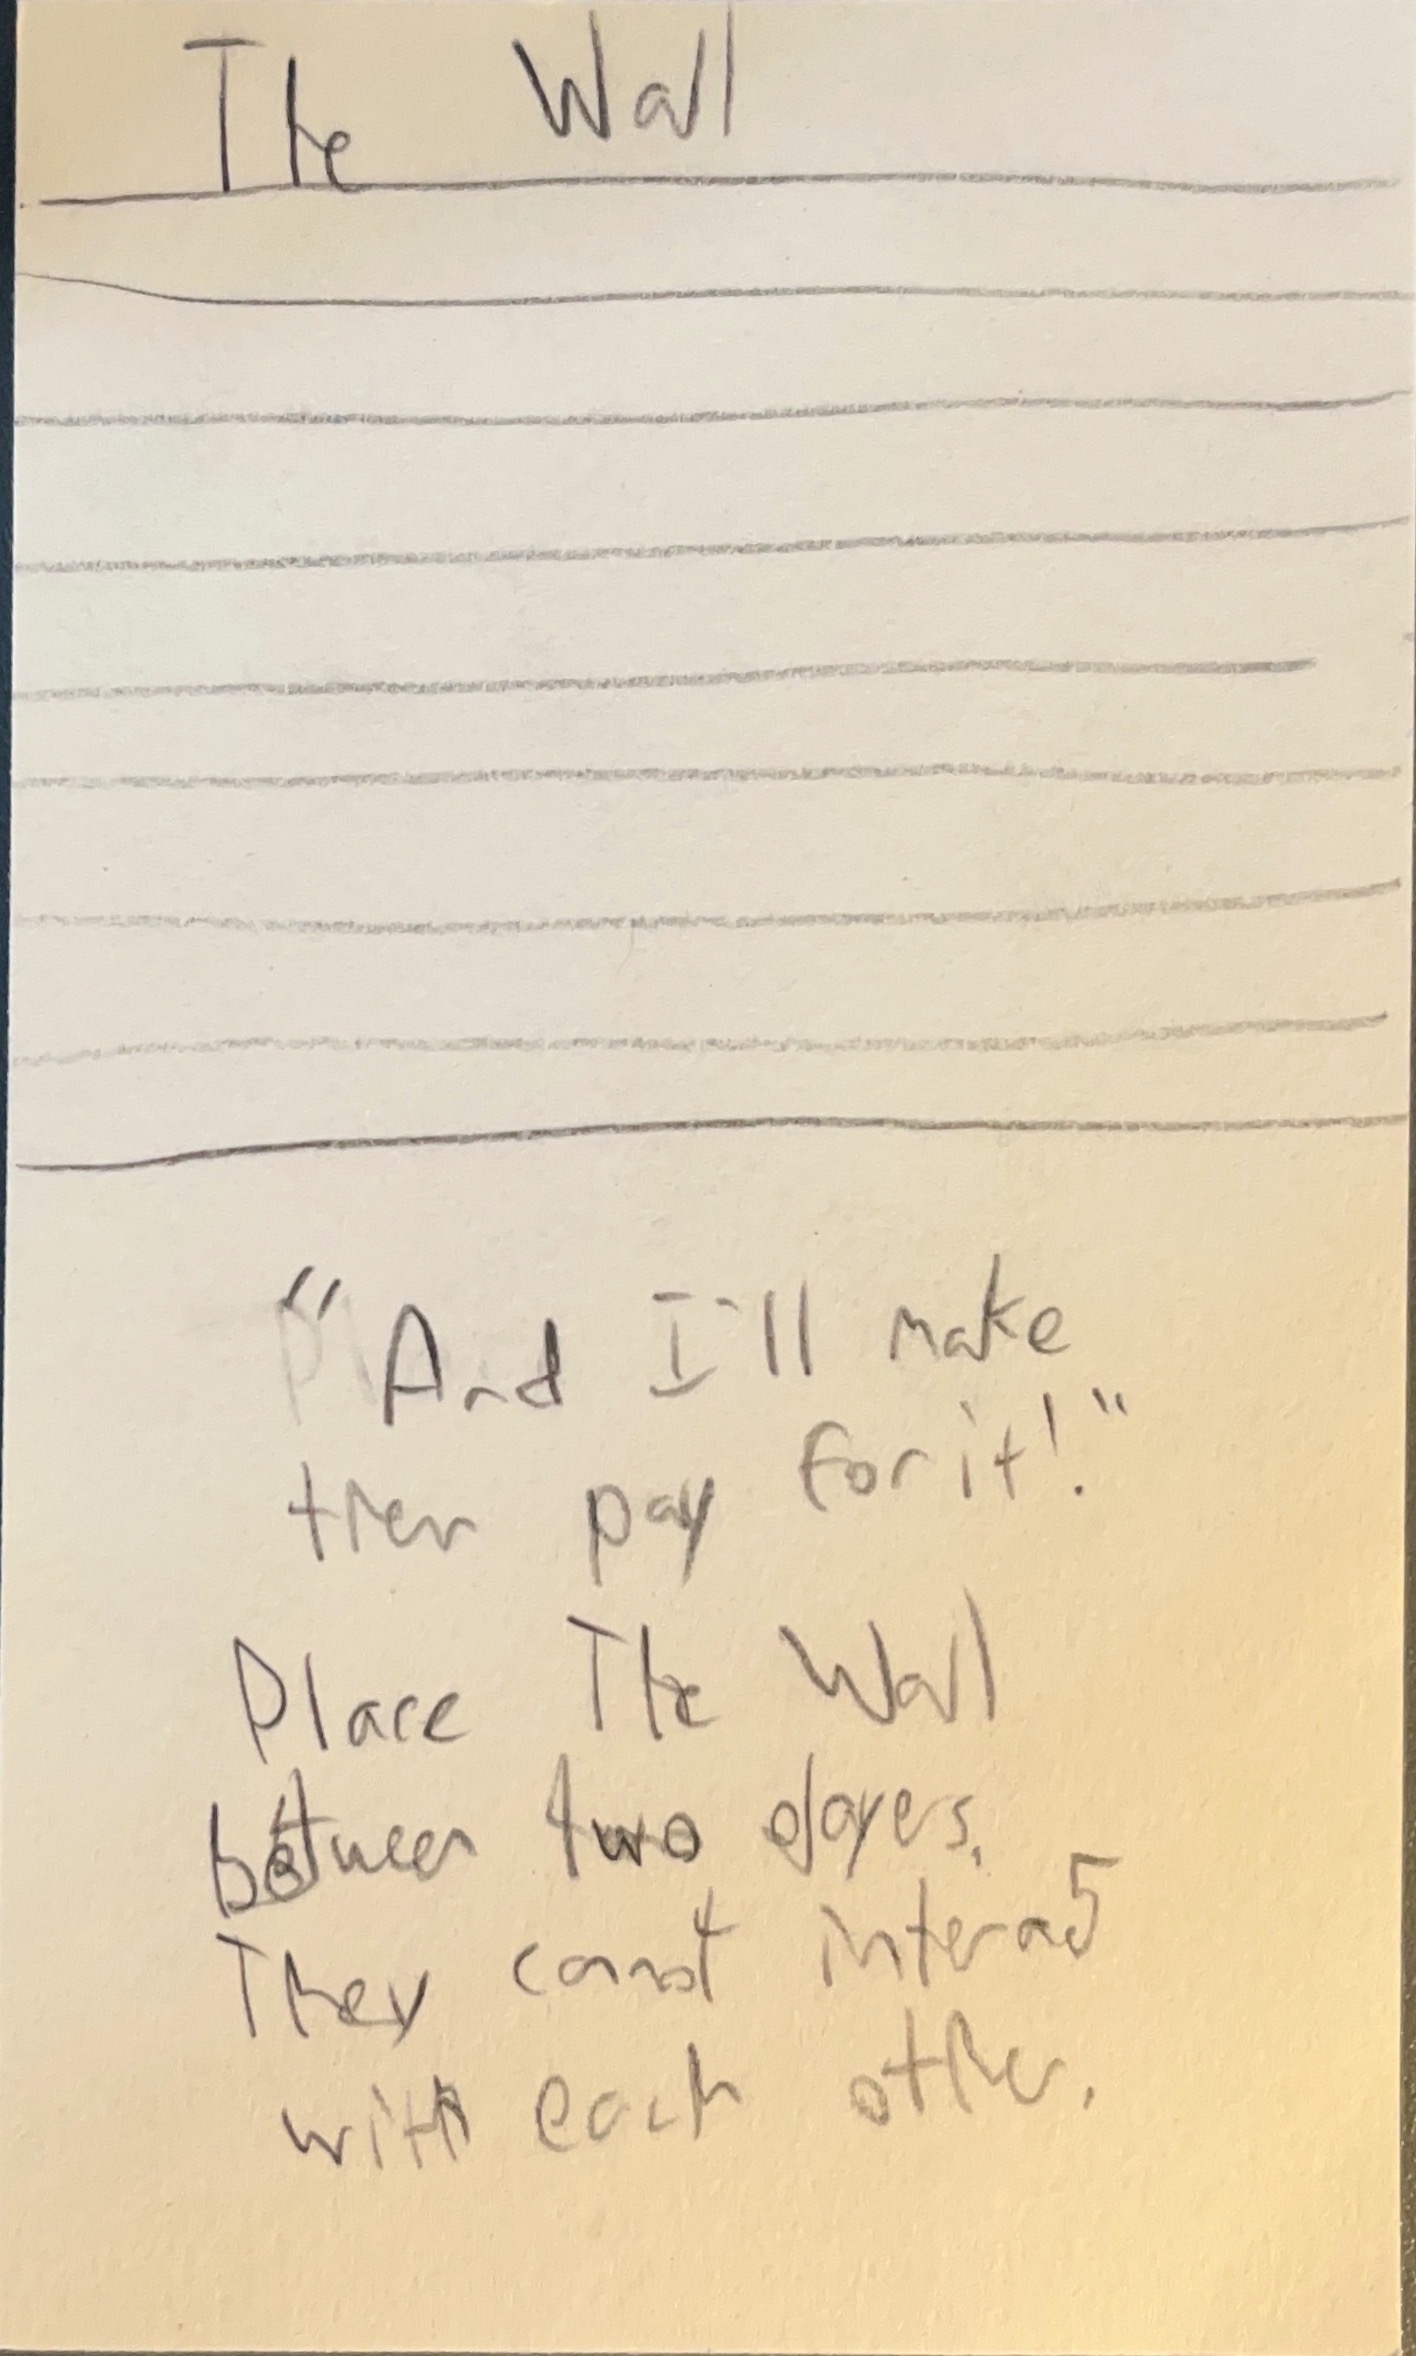 The Wall
"And I'll make
them pay for it!"
Place The Wall
between two players.
They cannot interact
with each other.